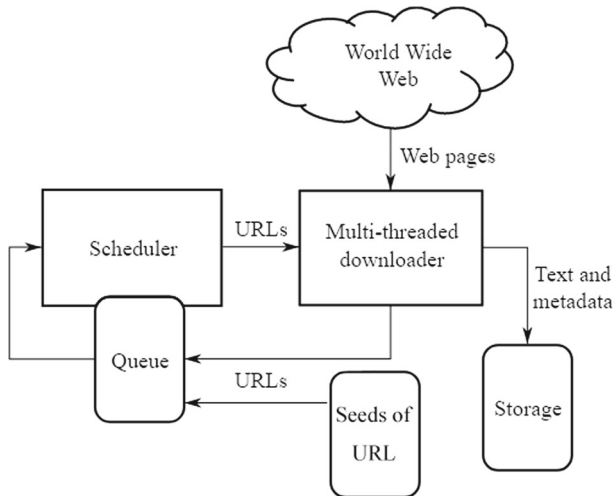 World Wide
Web
Web pages
Scheduler
URLs
Multi-threaded
downloader
Text and
metadata
Queue
URLs
Seeds of
URL
Storage